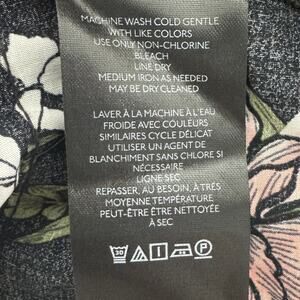 MACHINE WASH COLD GENTLE
WITH LIKE COLORS
USE ONLY NON-CHLORINE
BLEACH
LINE DRY
MEDIUM IRON AS NEEDED
MAY BE DRY CLEANED
LAVER À LA MACHINE À L'EAU
FROIDE AVEC COULEURS
SIMILAIRES CYCLE DÉLICAT
UTILISER UN AGENT DE
BLANCHIMENT SANS CHLORE SI
NÉCESSAIRE
LIGNE SEC
REPASSER, AU BESOIN, À TRÈS
MOYENNE TEMPÉRATURE
PEUT-ÊTRE ÊTRE NETTOYÉE
À SEC
30
P